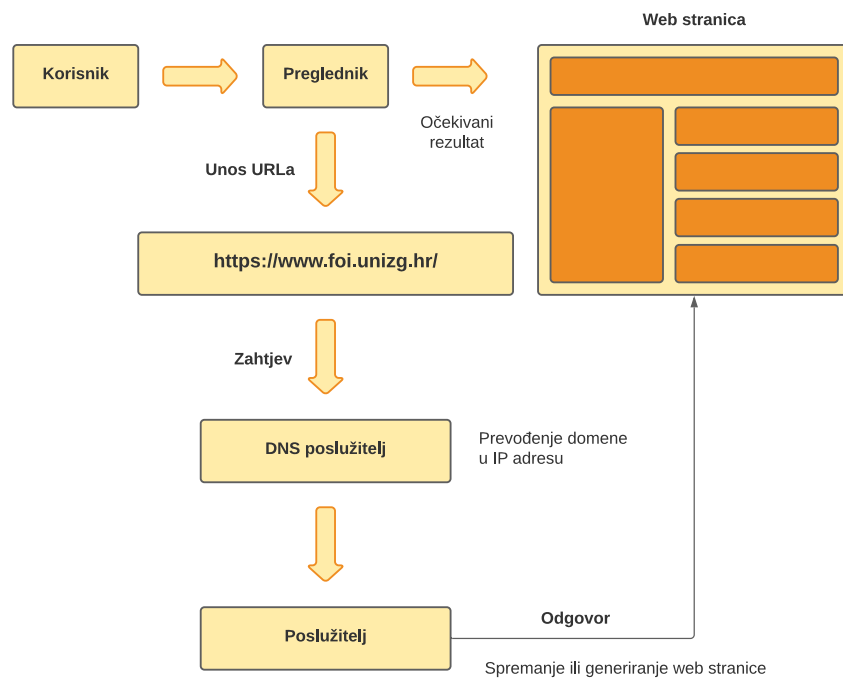 Web stranica
Korisnik
Preglednik
Očekivani
rezultat
Unos URLa
https://www.foi.unizg.hr/
Zahtjev
DNS poslužitelj
Prevođenje domene
u IP adresu
Poslužitelj
Odgovor
Spremanje ili generiranje web stranice